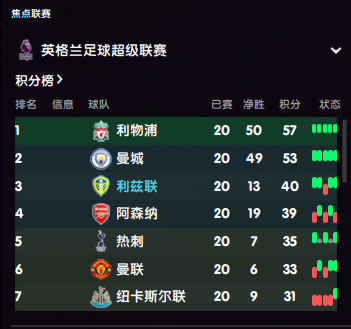 焦点联赛
英格兰足球超级联赛
积分榜
排名 信息 球队 已赛 净胜 积分 状态
1 利物浦 20 50 57
2 曼城 20 49 53
3 利兹联 20 13 40
4 阿森纳 20 19 39
5 热刺 20 7 35
6 曼联 20 6 33
7 纽卡斯尔联 20 9 31